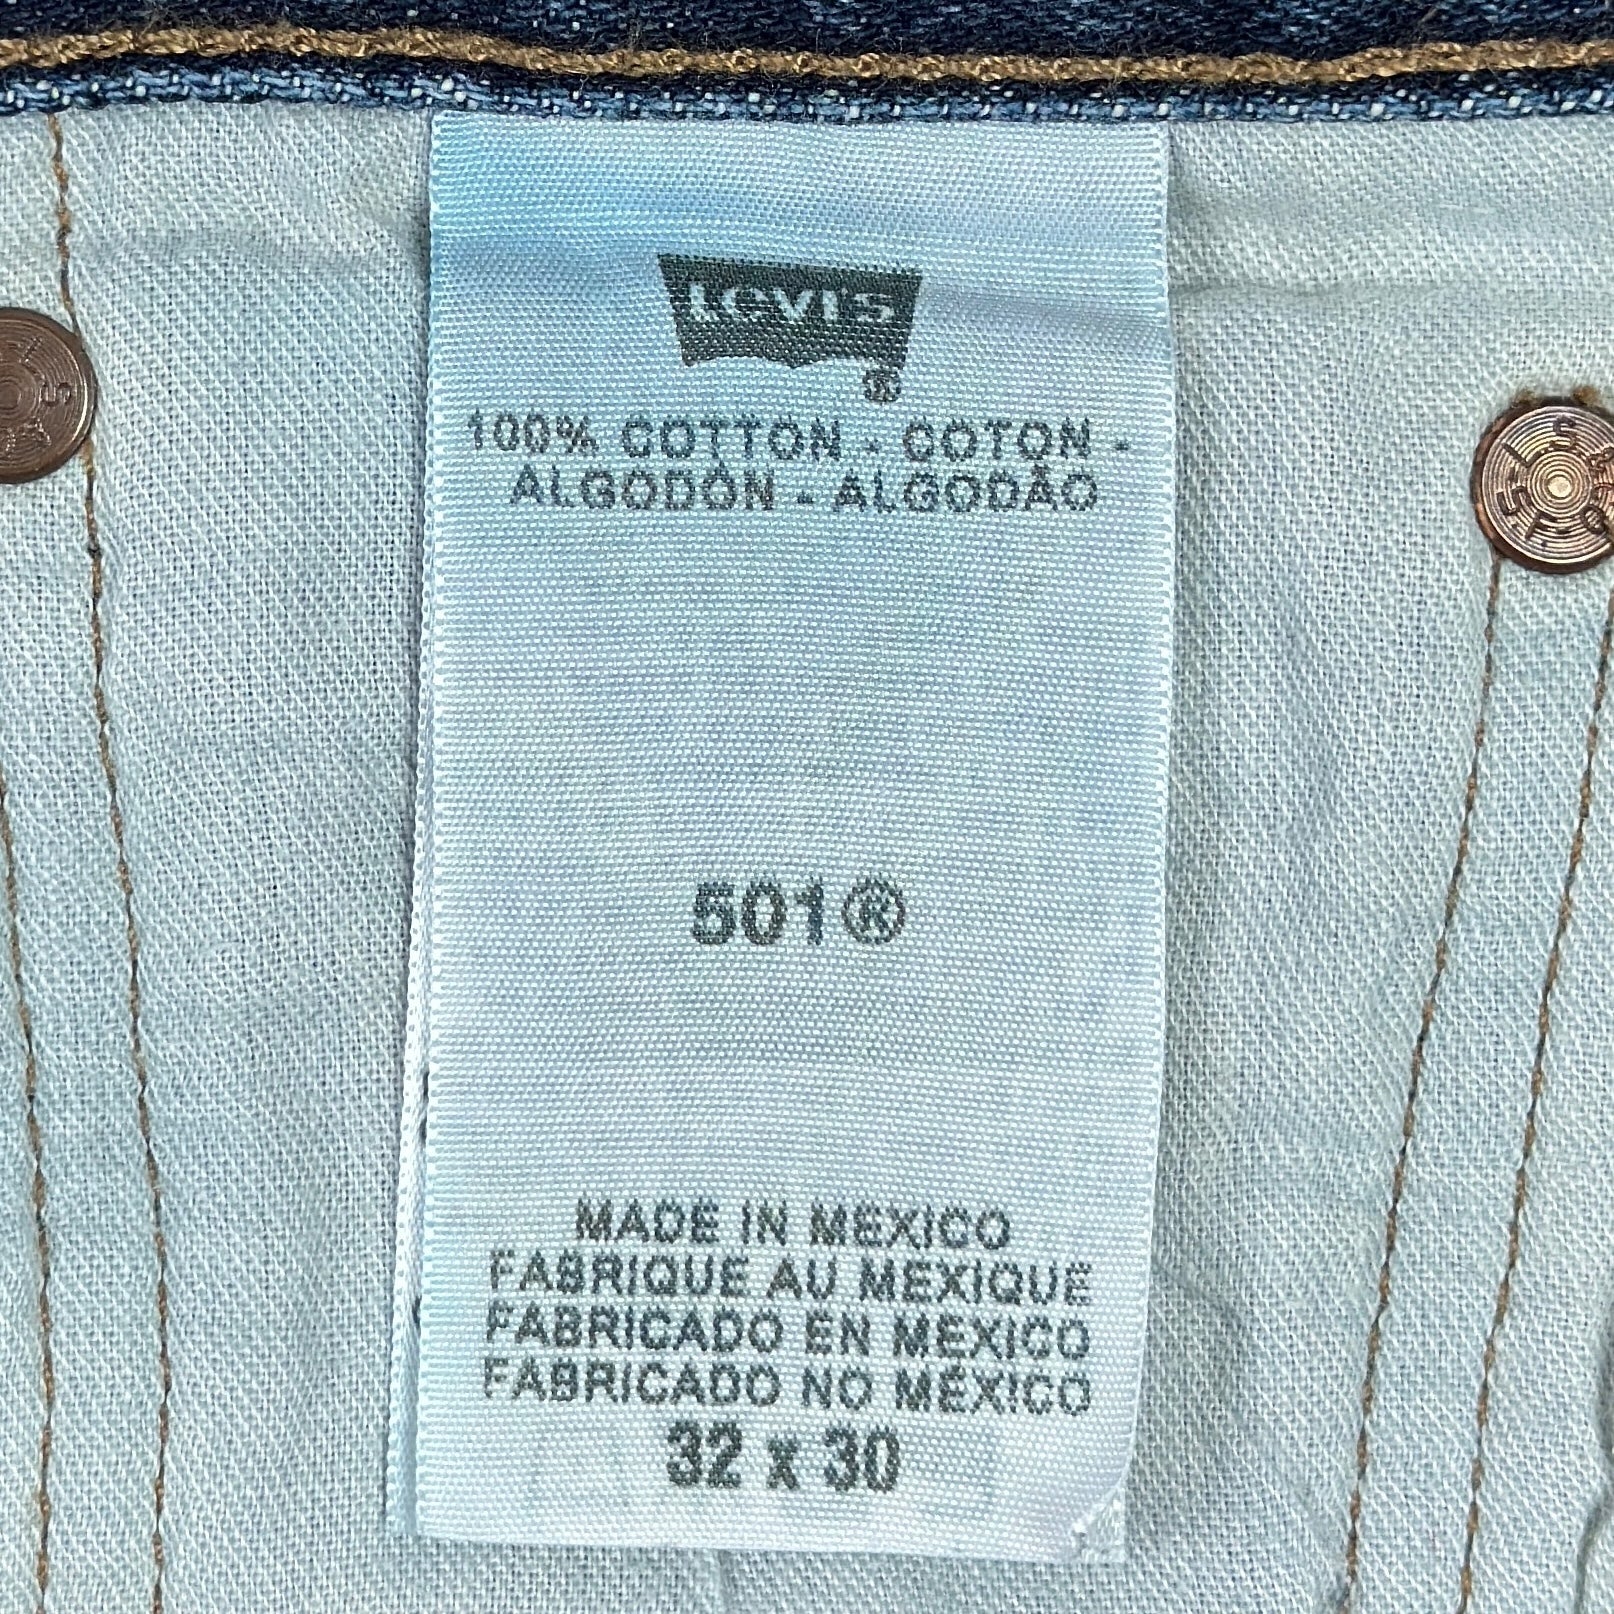 Levi's
®
100% COTTON - COTON -
ALGODÓN - ALGODÃO
501®
MADE IN MEXICO
FABRIQUE AU MEXIQUE
FABRICADO EN MEXICO
FABRICADO NO MÉXICO
32 x 30